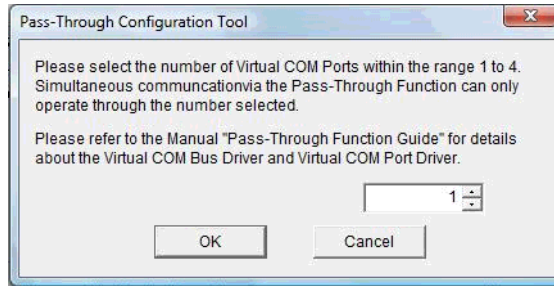 Pass-Through Configuration Tool
Please select the number of Virtual COM Ports within the range 1 to 4.
Simultaneous communcationvia the Pass-Through Function can only
operate through the number selected.
Please refer to the Manual "Pass-Through Function Guide" for details
about the Virtual COM Bus Driver and Virtual COM Port Driver.
1
OK Cancel